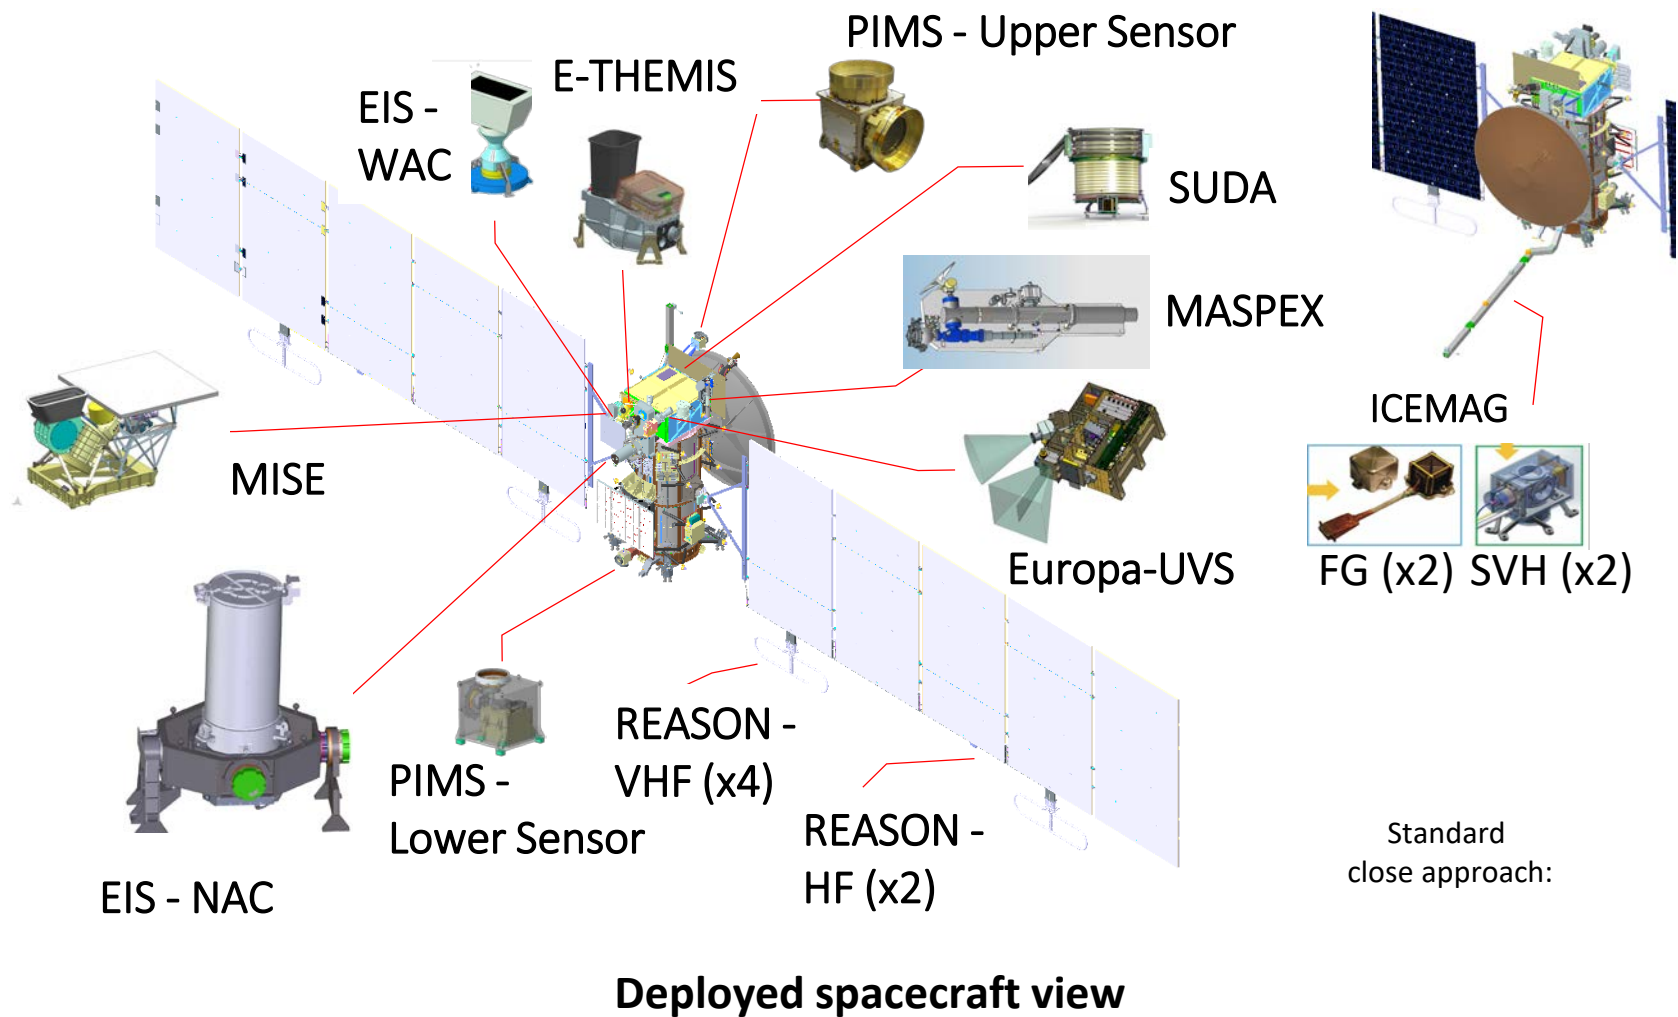 PIMS - Upper Sensor
E-THEMIS
EIS -
WAC
SUDA
MASPEX
ICEMAG
MISE
Europa-UVS
FG (x2) SVH (x2)
REASON -
VHF (x4)
PIMS -
Lower Sensor
REASON -
HF (x2)
EIS - NAC
Standard
close approach:
Deployed spacecraft view